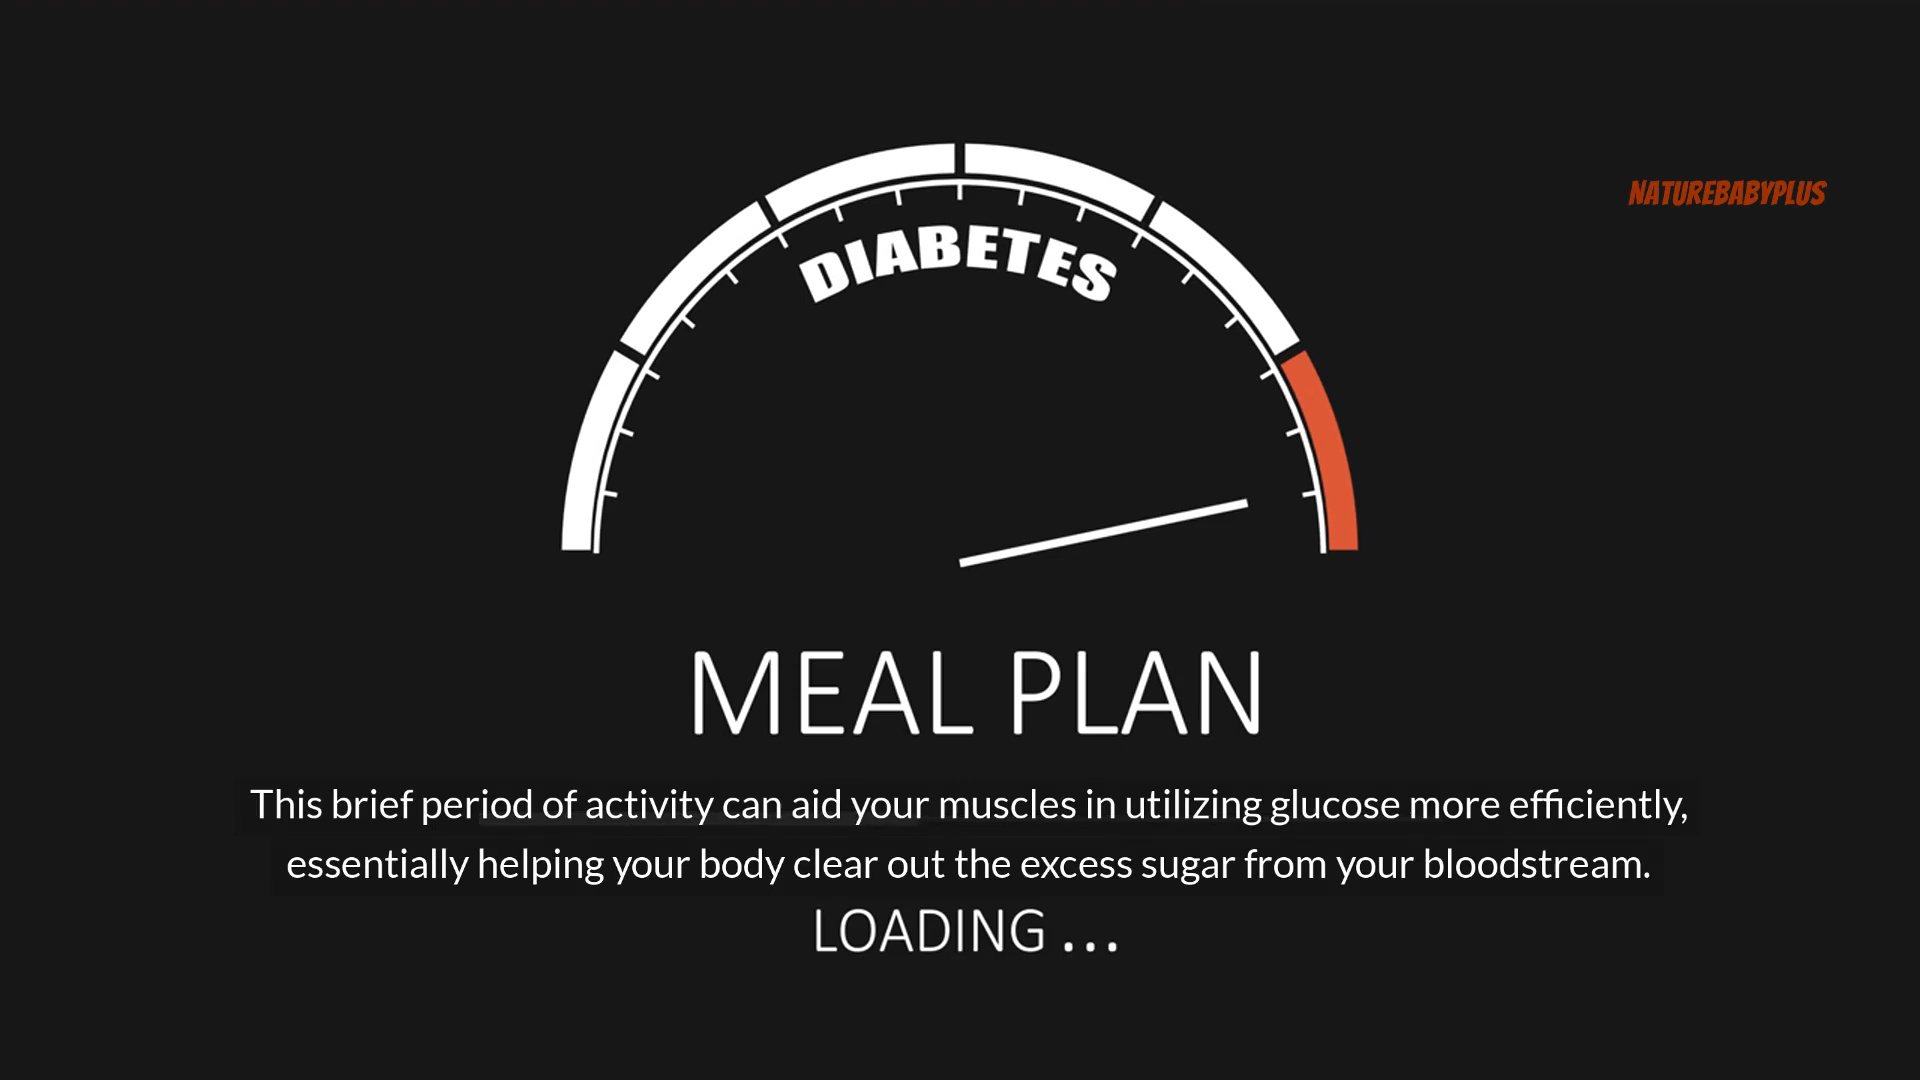 NATUREBABYPLUS
DIABETES
MEAL PLAN
This brief period of activity can aid your muscles in utilizing glucose more efficiently,
essentially helping your body clear out the excess sugar from your bloodstream.
LOADING ...